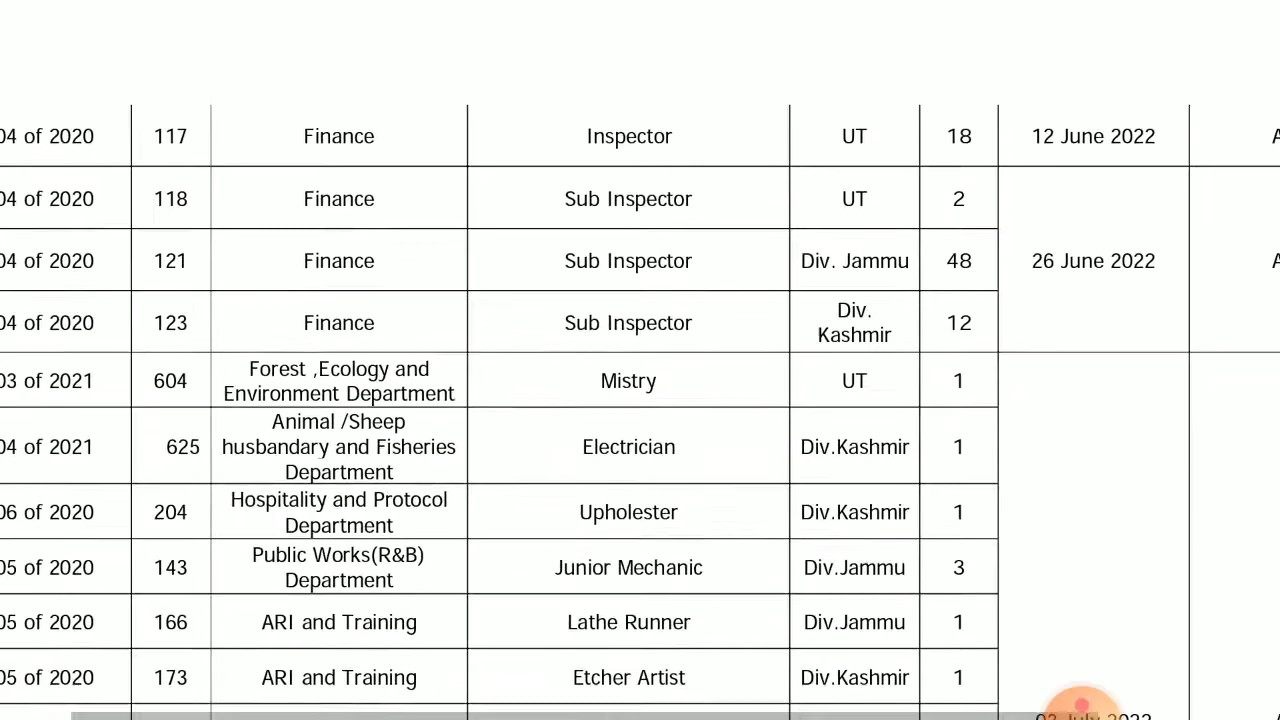 04 of 2020 117 Finance Inspector UT 18 12 June 2022 A
04 of 2020 118 Finance Sub Inspector UT 2
04 of 2020 121 Finance Sub Inspector Div. Jammu 48 26 June 2022 A
04 of 2020 123 Finance Sub Inspector Div. Kashmir 12
03 of 2021 604 Forest ,Ecology and Environment Department Mistry UT 1
04 of 2021 625 Animal /Sheep husbandary and Fisheries Department Electrician Div.Kashmir 1
06 of 2020 204 Hospitality and Protocol Department Upholester Div.Kashmir 1
05 of 2020 143 Public Works(R&B) Department Junior Mechanic Div.Jammu 3
05 of 2020 166 ARI and Training Lathe Runner Div.Jammu 1
05 of 2020 173 ARI and Training Etcher Artist Div.Kashmir 1